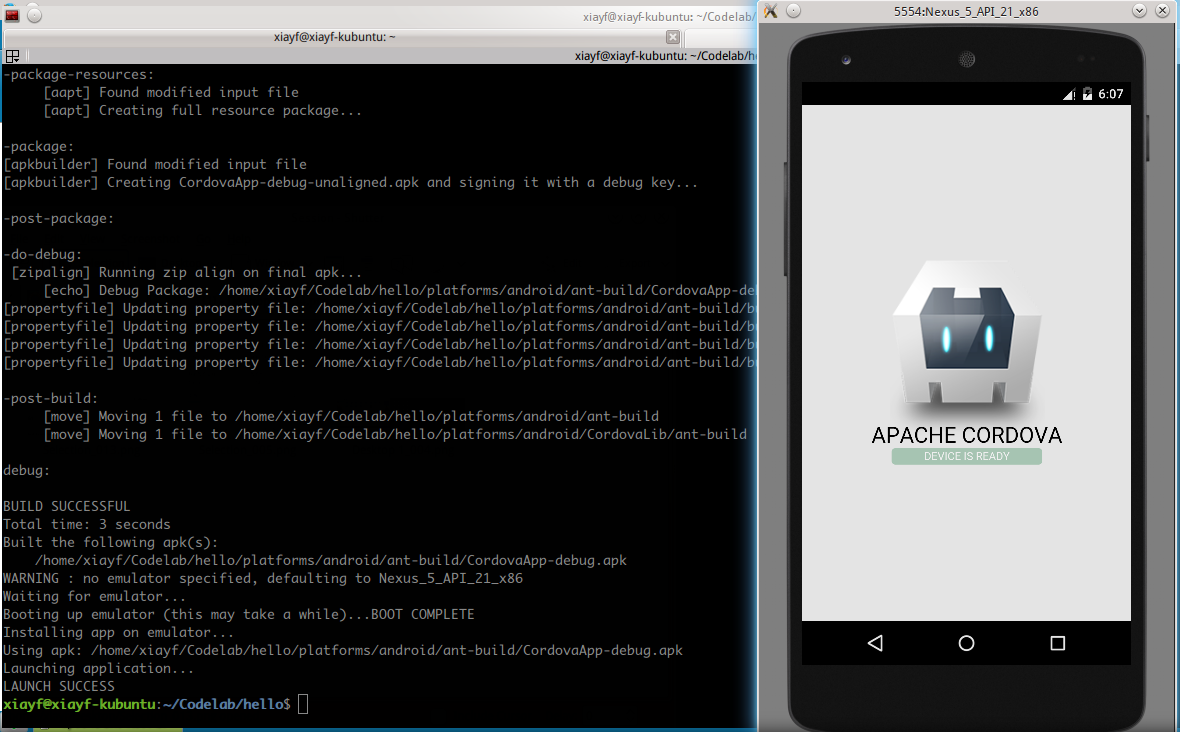 xiayf@xiayf-kubuntu: ~/Codelab/
xiayf@xiayf-kubuntu: ~
xiayf@xiayf-kubuntu: ~/Codelab/he
-package-resources:
[aapt] Found modified input file
[aapt] Creating full resource package...
-package:
[apkbuilder] Found modified input file
[apkbuilder] Creating CordovaApp-debug-unaligned.apk and signing it with a debug key...
-post-package:
-do-debug:
[zipalign] Running zip align on final apk...
[echo] Debug Package: /home/xiayf/Codelab/hello/platforms/android/ant-build/CordovaApp-deb
[propertyfile] Updating property file: /home/xiayf/Codelab/hello/platforms/android/ant-build/bu
[propertyfile] Updating property file: /home/xiayf/Codelab/hello/platforms/android/ant-build/bu
[propertyfile] Updating property file: /home/xiayf/Codelab/hello/platforms/android/ant-build/bu
[propertyfile] Updating property file: /home/xiayf/Codelab/hello/platforms/android/ant-build/bu
-post-build:
[move] Moving 1 file to /home/xiayf/Codelab/hello/platforms/android/ant-build
[move] Moving 1 file to /home/xiayf/Codelab/hello/platforms/android/CordovaLib/ant-build
debug:
BUILD SUCCESSFUL
Total time: 3 seconds
Built the following apk(s):
/home/xiayf/Codelab/hello/platforms/android/ant-build/CordovaApp-debug.apk
WARNING : no emulator specified, defaulting to Nexus_5_API_21_x86
Waiting for emulator...
Booting up emulator (this may take a while)...BOOT COMPLETE
Installing app on emulator...
Using apk: /home/xiayf/Codelab/hello/platforms/android/ant-build/CordovaApp-debug.apk
Launching application...
LAUNCH SUCCESS
xiayf@xiayf-kubuntu:~/Codelab/hello$
5554:Nexus_5_API_21_x86
6:07
APACHE CORDOVA
DEVICE IS READY